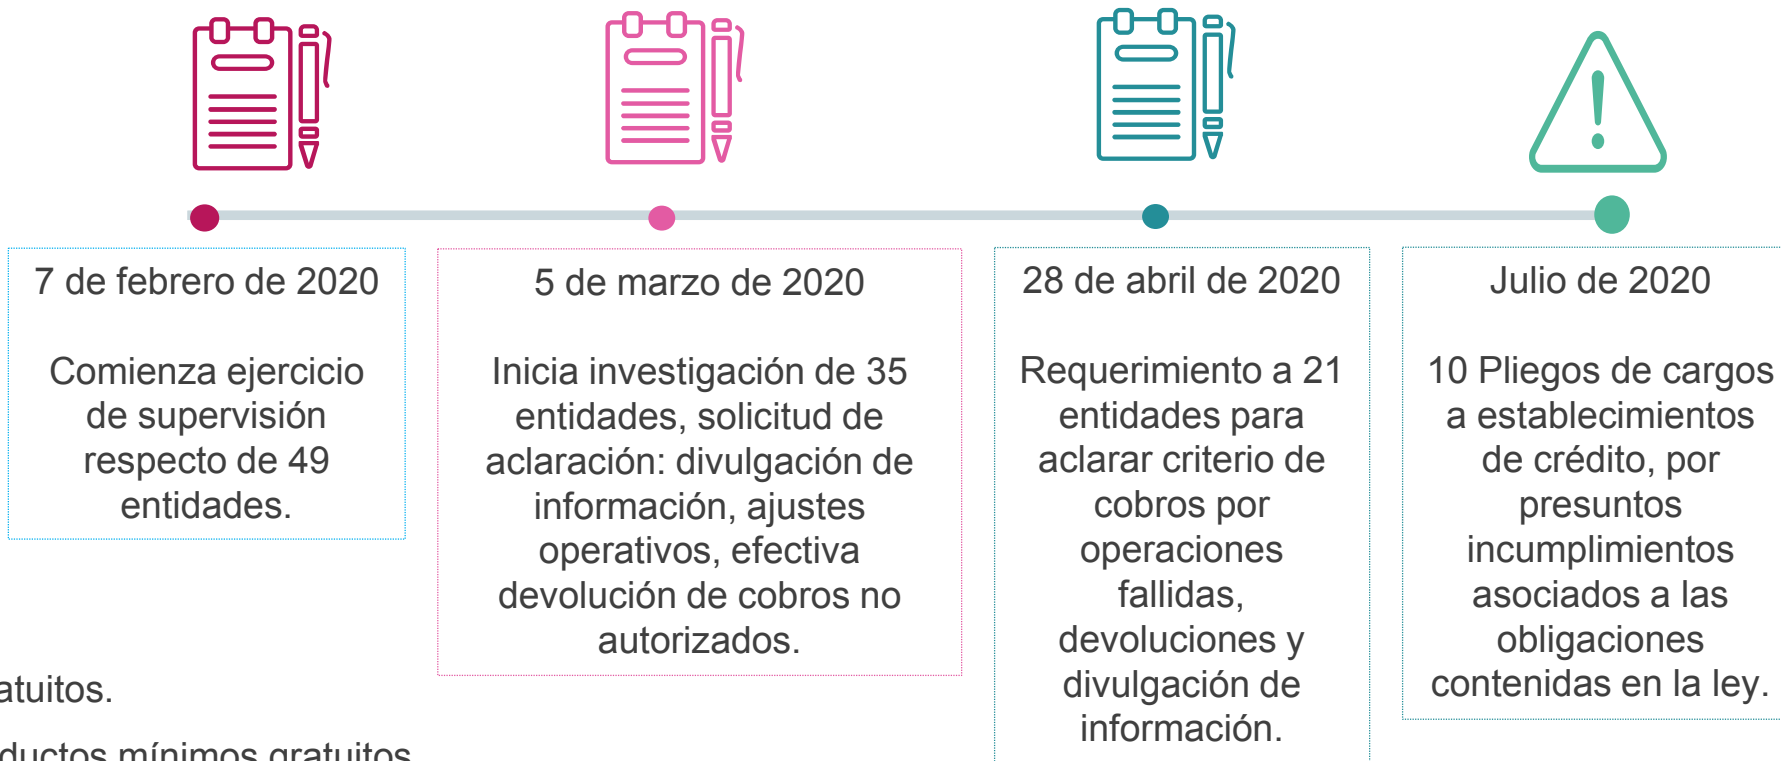 7 de febrero de 2020
Comienza ejercicio
de supervisión
respecto de 49
entidades.
5 de marzo de 2020
Inicia investigación de 35
entidades, solicitud de
aclaración: divulgación de
información, ajustes
operativos, efectiva
devolución de cobros no
autorizados.
28 de abril de 2020
Requerimiento a 21
entidades para
aclarar criterio de
cobros por
operaciones
fallidas,
devoluciones y
divulgación de
información.
Julio de 2020
10 Pliegos de cargos
a establecimientos
de crédito, por
presuntos
incumplimientos
asociados a las
obligaciones
contenidas en la ley.
mínimos gratuitos